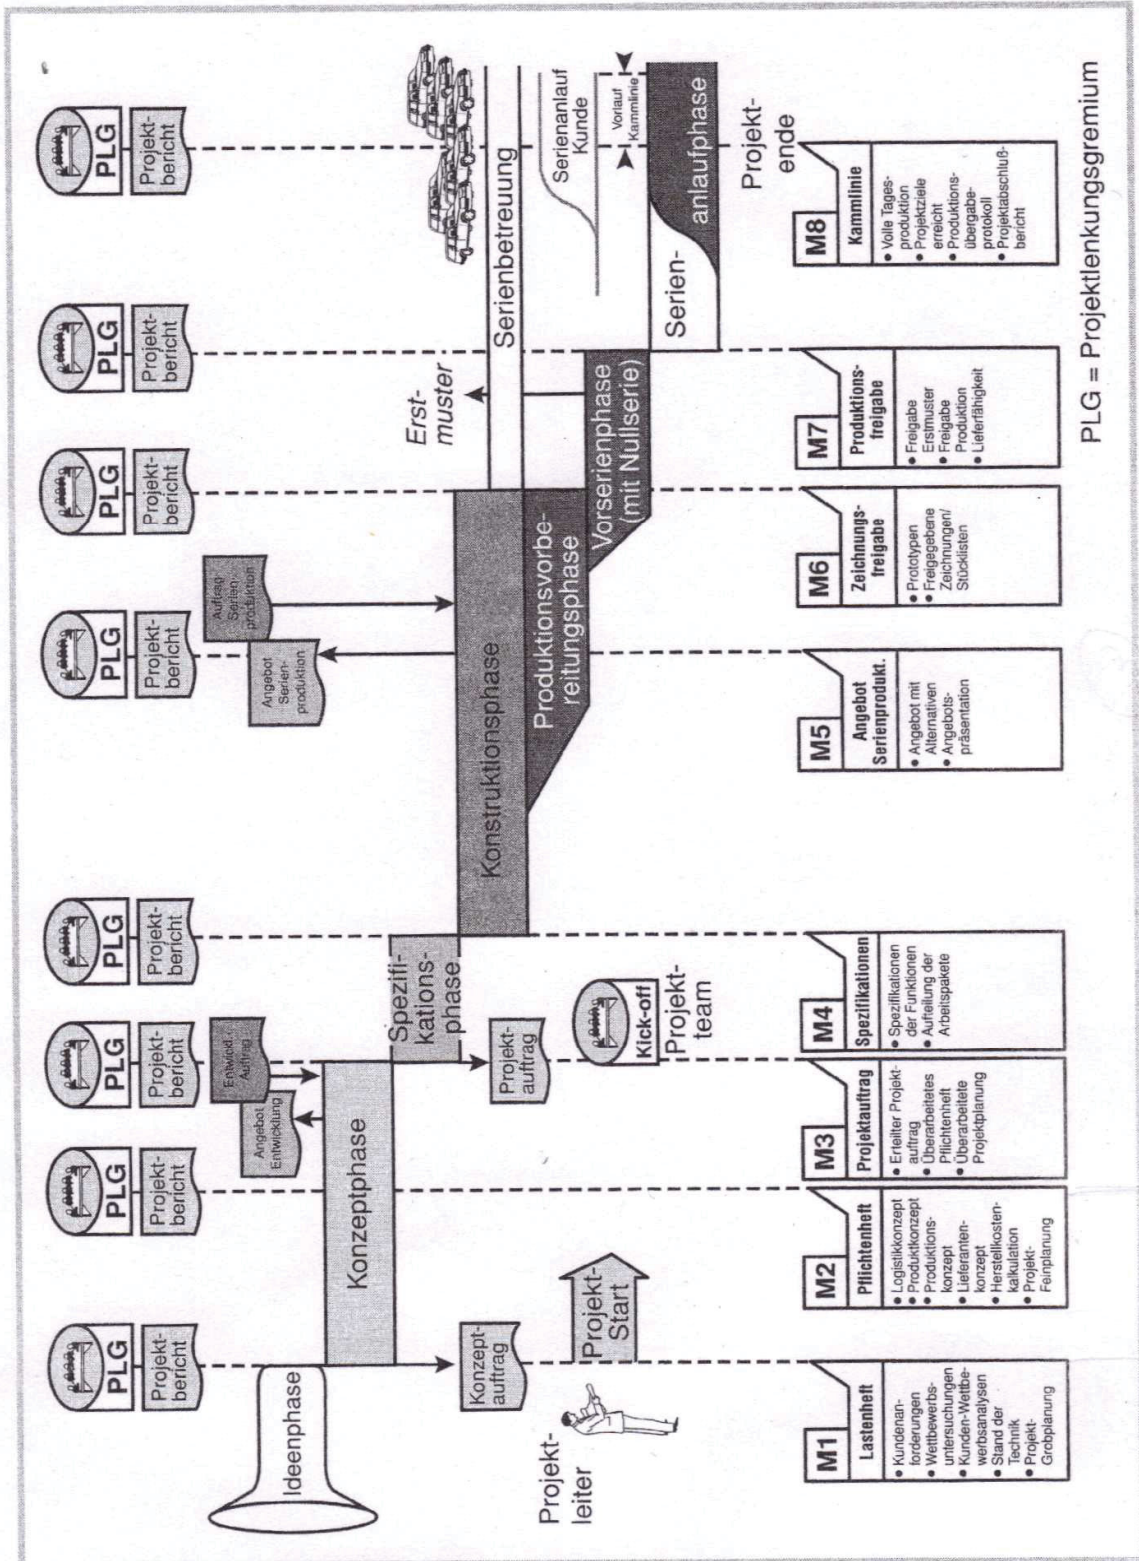 PLG
Projekt-
bericht
PLG
Projekt-
bericht
PLG
Projekt-
bericht
PLG
Projekt-
bericht
PLG
Projekt-
bericht
PLG
Projekt-
bericht
PLG
Projekt-
bericht
PLG
Projekt-
bericht
Ideenphase
Konzeptphase
Angebot
Entwicklung
Entwickl.
Auftrag
Spezifi-
kations-
phase
Konstruktionsphase
Angebot
Serien-
produktion
Auftrag
Serien-
produktion
Produktionsvorbe-
reitungsphase
Vorserienphase
(mit Nullserie)
Erst-
muster
Serienbetreuung
Serienanlauf
Kunde
Vorlauf
Kammlinie
Serien-
anlaufphase
Konzept-
auftrag
Projekt-
leiter
Projekt-
Start
Projekt-
auftrag
Kick-off
Projekt-
team
Projekt-
ende
M1
Lastenheft
• Kundenan-
forderungen
• Wettbewerbs-
untersuchungen
• Kunden-Wettbe-
werbsanalysen
• Stand der
Technik
• Projekt-
Grobplanung
M2
Pflichtenheft
• Logistikkonzept
• Produktkonzept
• Produktions-
konzept
• Lieferanten-
konzept
• Herstellkosten-
kalkulation
• Projekt-
Feinplanung
M3
Projektauftrag
• Erteilter Projekt-
auftrag
• Überarbeitetes
Pflichtenheft
• Überarbeitete
Projektplanung
M4
Spezifikationen
• Spezifikationen
der Funktionen
• Aufteilung der
Arbeitspakete
M5
Angebot
Serienprodukt.
• Angebot mit
Alternativen
• Angebots-
präsentation
M6
Zeichnungs-
freigabe
• Prototypen
• Freigegebene
Zeichnungen/
Stücklisten
M7
Produktions-
freigabe
• Freigabe
Erstmuster
• Freigabe
Produktion
• Lieferfähigkeit
M8
Kammlinie
• Volle Tages-
produktion
• Projektziele
erreicht
• Produktions-
übergabe-
protokoll
• Projektabschluß-
bericht
PLG = Projektlenkungsgremium